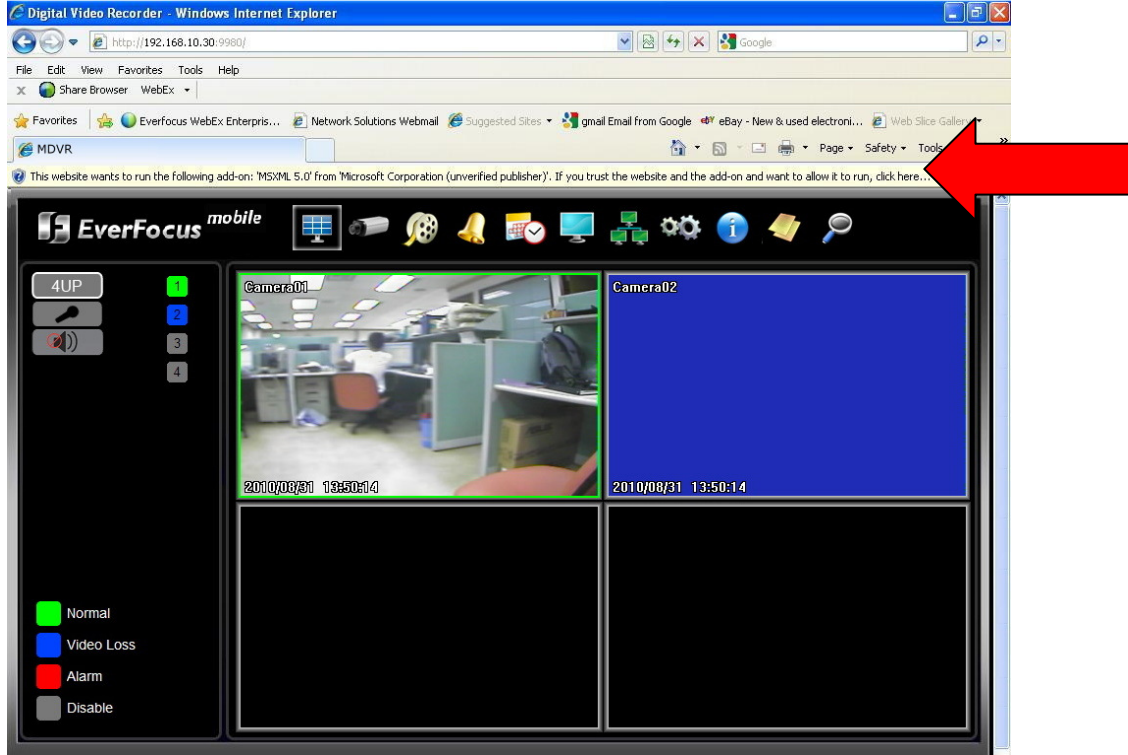 Digital Video Recorder - Windows Internet Explorer
http://192.168.10.30:9980/
Google
File Edit View Favorites Tools Help
x Share Browser WebEx
Favorites Everfocus WebEx Enterpris... Network Solutions Webmail Suggested Sites gmail Email from Google eBay - New & used electroni... Web Slice Gallery
MDVR
Page Safety Tools
This website wants to run the following add-on: 'MSXML 5.0' from 'Microsoft Corporation (unverified publisher)'. If you trust the website and the add-on and want to allow it to run, click here...
EverFocus mobile
4UP 1
2
3
4
Camera01 Camera02
2010/08/31 13:50:14 2010/08/31 13:50:14
Normal
Video Loss
Alarm
Disable